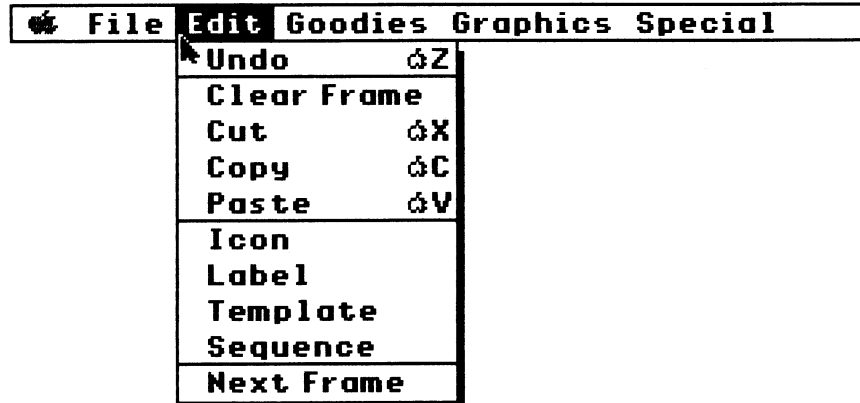 File Edit Goodies Graphics Special
Undo Z
Clear Frame
Cut X
Copy C
Paste V
Icon
Label
Template
Sequence
Next Frame